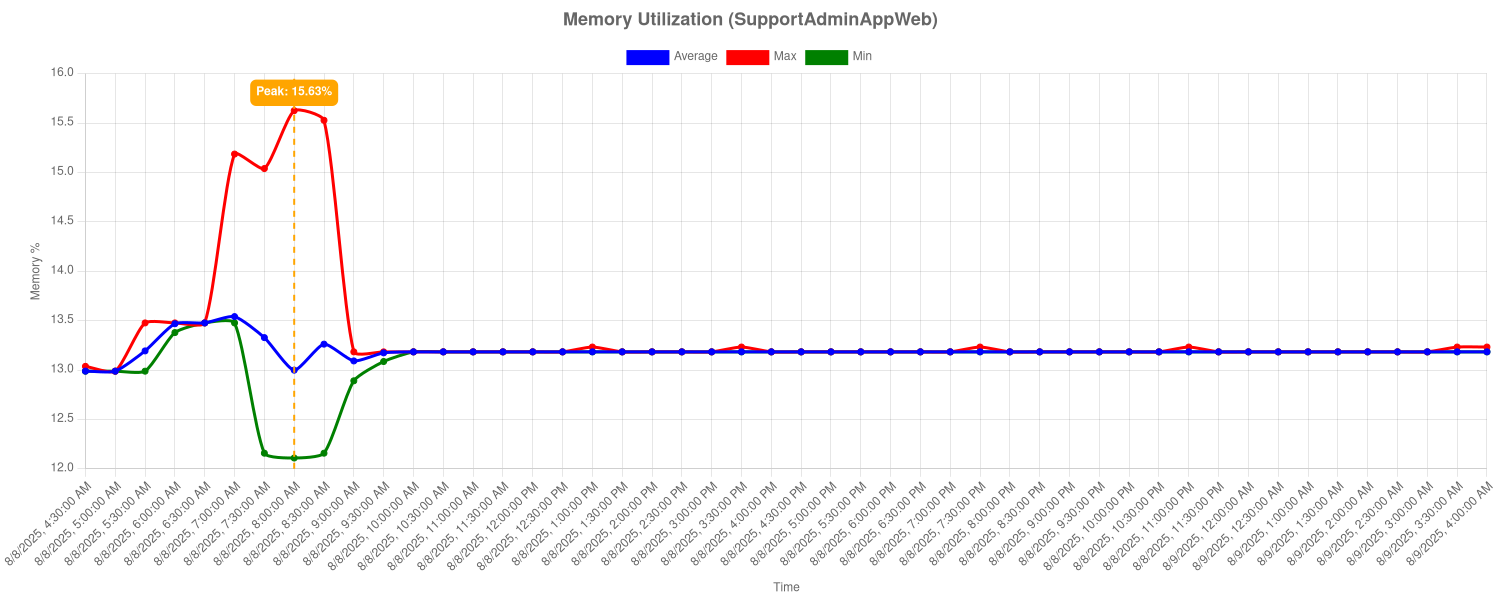 Memory Utilization (SupportAdminAppWeb)
Average Max Min
Peak: 15.63%
16.0
15.5
15.0
14.5
14.0
13.5
13.0
12.5
12.0
Memory %
8/8/2025, 4:30:00 AM
8/8/2025, 5:00:00 AM
8/8/2025, 5:30:00 AM
8/8/2025, 6:00:00 AM
8/8/2025, 6:30:00 AM
8/8/2025, 7:00:00 AM
8/8/2025, 7:30:00 AM
8/8/2025, 8:00:00 AM
8/8/2025, 8:30:00 AM
8/8/2025, 9:00:00 AM
8/8/2025, 9:30:00 AM
8/8/2025, 10:00:00 AM
8/8/2025, 10:30:00 AM
8/8/2025, 11:00:00 AM
8/8/2025, 11:30:00 AM
8/8/2025, 12:00:00 PM
8/8/2025, 12:30:00 PM
8/8/2025, 1:00:00 PM
8/8/2025, 1:30:00 PM
8/8/2025, 2:00:00 PM
8/8/2025, 2:30:00 PM
8/8/2025, 3:00:00 PM
8/8/2025, 3:30:00 PM
8/8/2025, 4:00:00 PM
8/8/2025, 4:30:00 PM
8/8/2025, 5:00:00 PM
8/8/2025, 5:30:00 PM
8/8/2025, 6:00:00 PM
8/8/2025, 6:30:00 PM
8/8/2025, 7:00:00 PM
8/8/2025, 7:30:00 PM
8/8/2025, 8:00:00 PM
8/8/2025, 8:30:00 PM
8/8/2025, 9:00:00 PM
8/8/2025, 9:30:00 PM
8/8/2025, 10:00:00 PM
8/8/2025, 10:30:00 PM
8/8/2025, 11:00:00 PM
8/8/2025, 11:30:00 PM
8/9/2025, 12:00:00 AM
8/9/2025, 12:30:00 AM
8/9/2025, 1:00:00 AM
8/9/2025, 1:30:00 AM
8/9/2025, 2:00:00 AM
8/9/2025, 2:30:00 AM
8/9/2025, 3:00:00 AM
8/9/2025, 3:30:00 AM
8/9/2025, 4:00:00 AM
Time